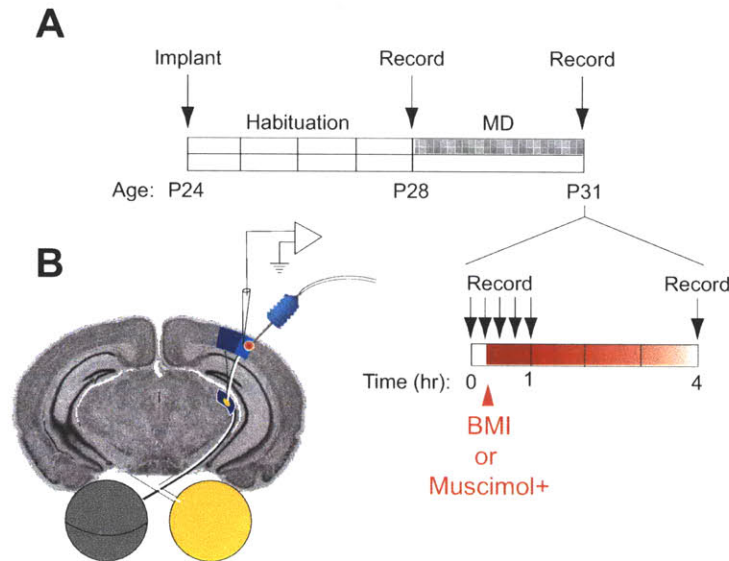 A
Implant Record Record
Habituation MD
Age: P24 P28 P31
B
Record Record
Time (hr): 0 1 4
BMI
or
Muscimol+